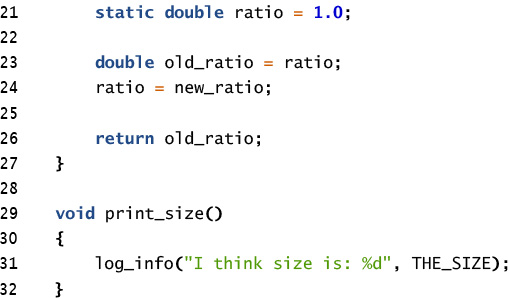 21 static double ratio = 1.0;
22
23 double old_ratio = ratio;
24 ratio = new_ratio;
25
26 return old_ratio;
27 }
28
29 void print_size()
30 {
31 log_info("I think size is: %d", THE_SIZE);
32 }